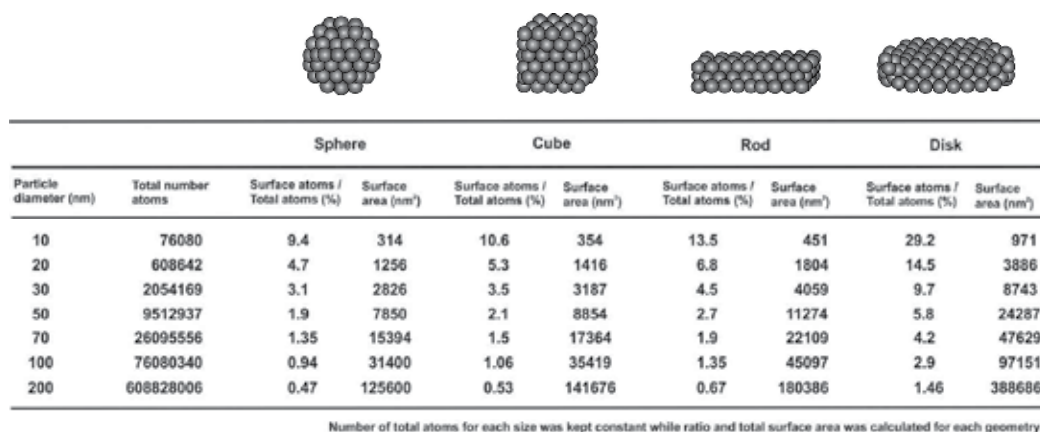 Sphere Cube Rod Disk
Particle Total number Surface atoms / Surface Surface atoms / Surface Surface atoms / Surface Surface atoms / Surface
diameter (nm) atoms Total atoms (%) area (nm²) Total atoms (%) area (nm²) Total atoms (%) area (nm²) Total atoms (%) area (nm²)
10 76080 9.4 314 10.6 354 13.5 451 29.2 971
20 608642 4.7 1256 5.3 1416 6.8 1804 14.5 3886
30 2054169 3.1 2826 3.5 3187 4.5 4059 9.7 8743
50 9512937 1.9 7850 2.1 8854 2.7 11274 5.8 24287
70 26095556 1.35 15394 1.5 17364 1.9 22109 4.2 47629
100 76080340 0.94 31400 1.06 35419 1.35 45097 2.9 97151
200 608828006 0.47 125600 0.53 141676 0.67 180386 1.46 388686
Number of total atoms for each size was kept constant while ratio and total surface area was calculated for each geometry